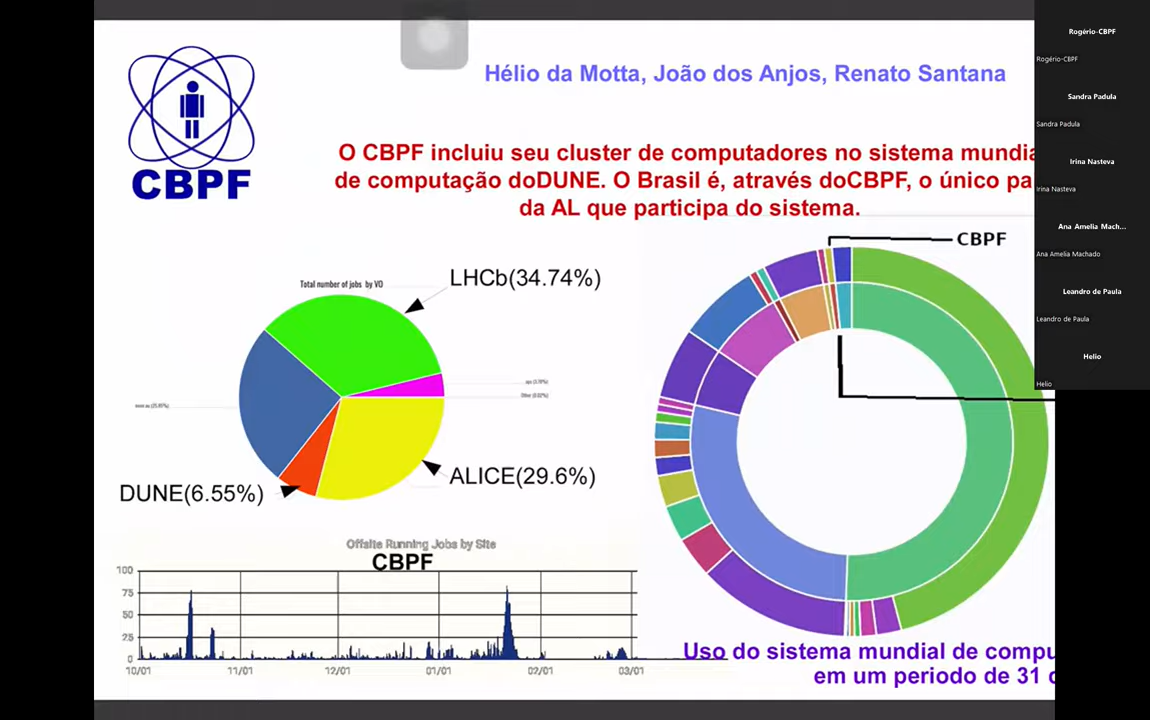 Hélio da Motta, João dos Anjos, Renato Santana
CBPF
O CBPF incluiu seu cluster de computadores no sistema mundia
de computação doDUNE. O Brasil é, através doCBPF, o único pa
da AL que participa do sistema.
CBPF
Total number of jobs by VO
LHCb(34.74%)
ALICE(29.6%)
DUNE(6.55%)
Offsite Running Jobs by Site
CBPF
100
75
50
25
0
10/01
11/01
12/01
01/01
02/01
03/01
Uso do sistema mundial de compu
em um periodo de 31
Rogério-CBPF
Rogério-CBPF
Sandra Padula
Sandra Padula
Irina Nasteva
Irina Nasteva
Ana Amelia Mach...
Ana Amelia Machado
Leandro de Paula
Leandro de Paula
Helio
Helio